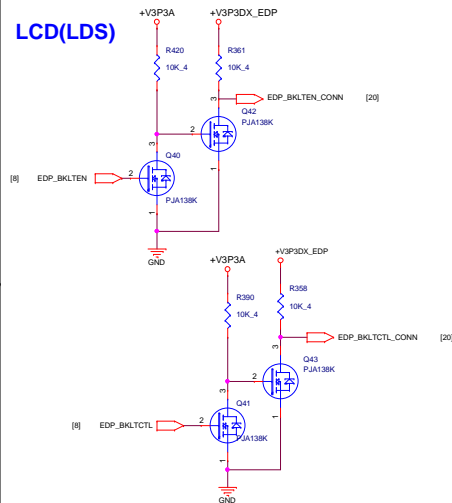 +V3P3A
+V3P3DX_EDP
LCD(LDS)
R420
R361
10K_4
10K_4
3
EDP_BKLTEN_CONN
[20]
Q42
2
PJA138K
3
Q40
1
[8]
EDP_BKLTEN
2
PJA138K
1
GND
+V3P3A
+V3P3DX_EDP
R390
R358
10K_4
10K_4
3
EDP_BKLTCTL_CONN
[20]
Q43
2
PJA138K
3
Q41
1
[8]
EDP_BKLTCTL
2
PJA138K
1
GND